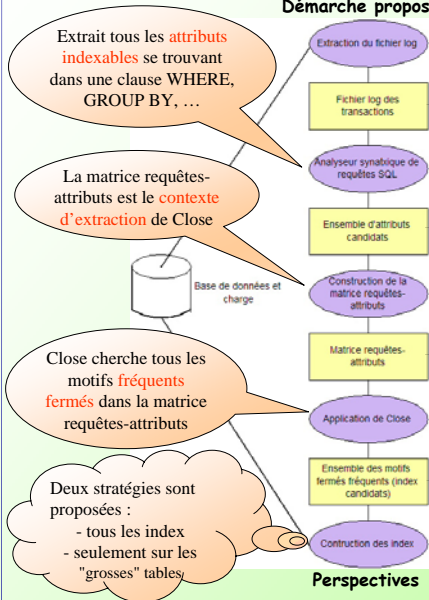 Démarche propos
Extrait tous les attributs
indexables se trouvant
dans une clause WHERE,
GROUP BY, …
Extraction du fichier log
Fichier log des
transactions
Analyseur synabxique de
requêtes SQL
La matrice requêtes-
attributs est le contexte
d'extraction de Close
Ensemble d'attributs
candidats
Base de données et
charge
Construction de la
matrice requêtes-
attributs
Matrice requêtes-
attributs
Close cherche tous les
motifs fréquents
fermés dans la matrice
requêtes-attributs
Application de Close
Ensemble des motifs
fermés fréquents (index
candidats)
Deux stratégies sont
proposées :
- tous les index
- seulement sur les
"grosses" tables
Contruction des index
Perspectives